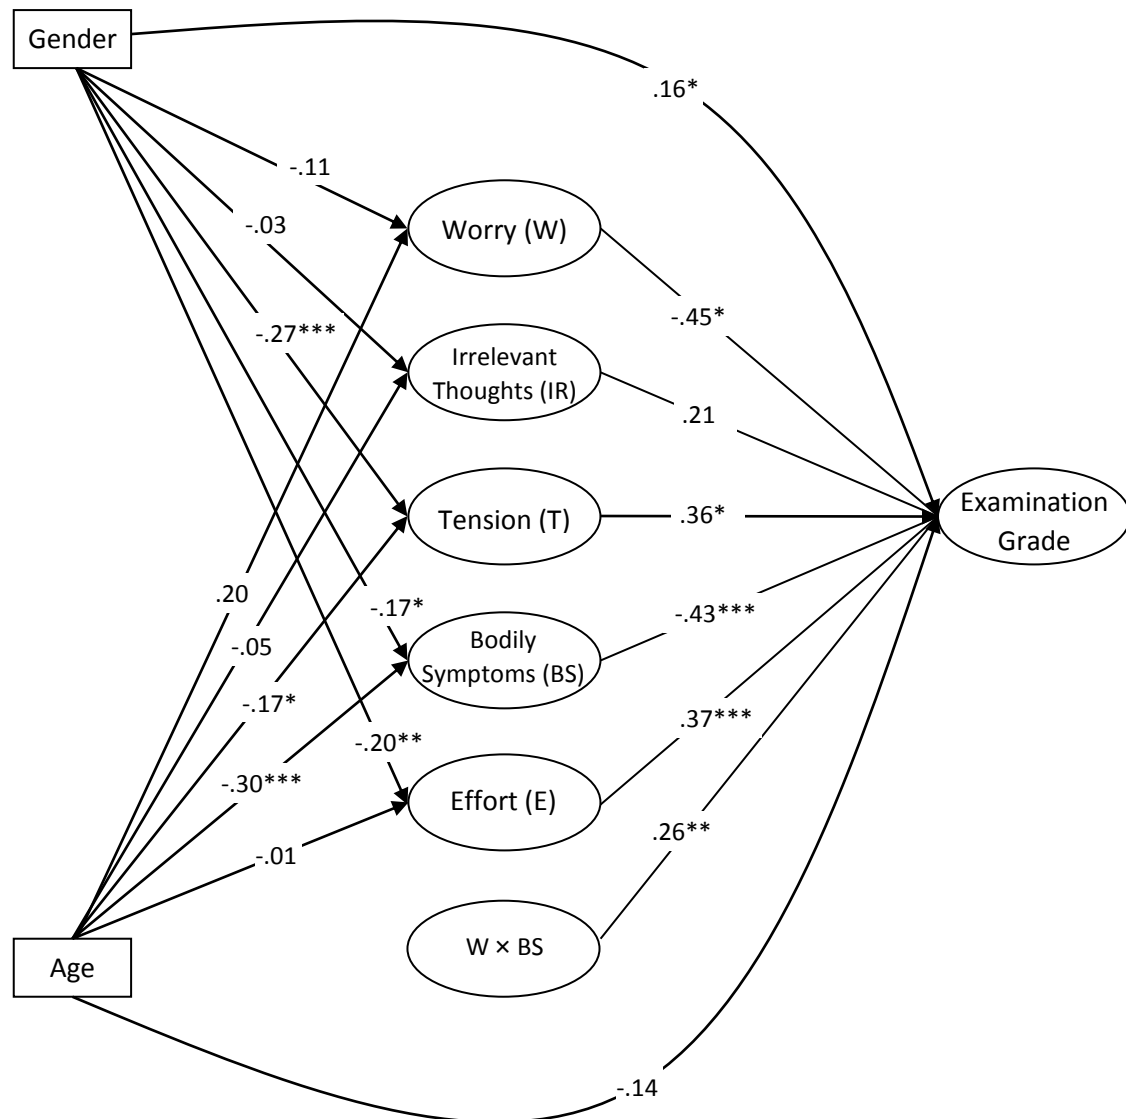 Gender
.16*
-.11
-.03
Worry (W)
-.45*
-.27***
Irrelevant
Thoughts (IR)
.21
Tension (T)
.36*
Examination
Grade
.20
-.17*
-.43***
-.05
Bodily
Symptoms (BS)
-.17*
-.20**
.37***
-.30***
Effort (E)
-.01
.26**
W × BS
Age
-.14